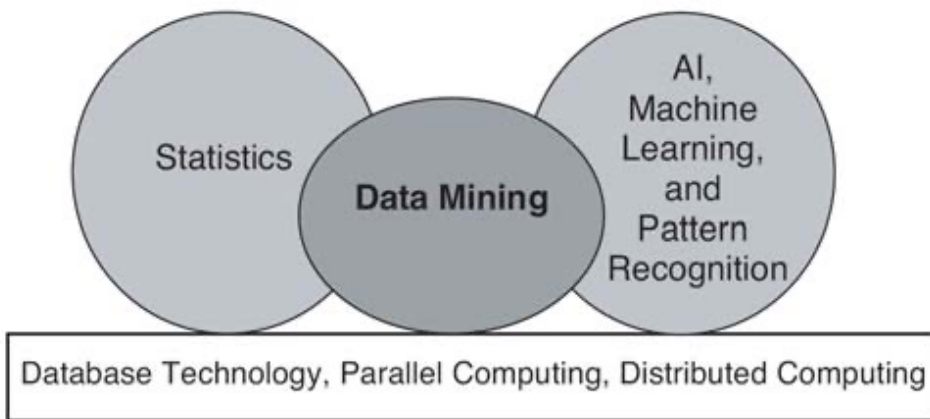 Statistics
Data Mining
AI,
Machine
Learning,
and
Pattern
Recognition
Database Technology, Parallel Computing, Distributed Computing